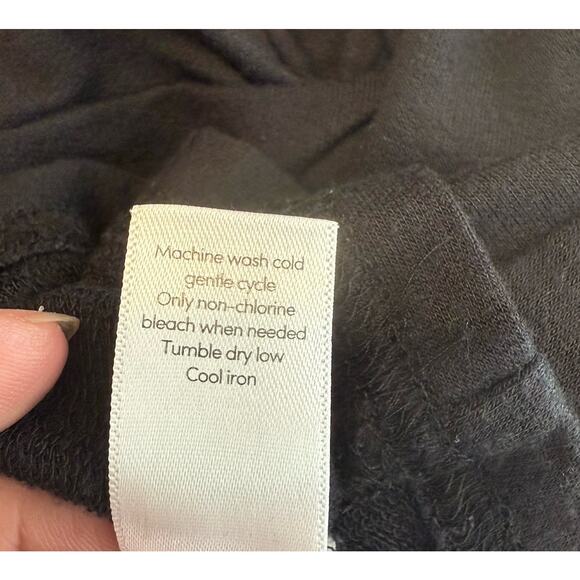 Machine wash cold
gentle cycle
Only non-chlorine
bleach when needed
Tumble dry low
Cool iron